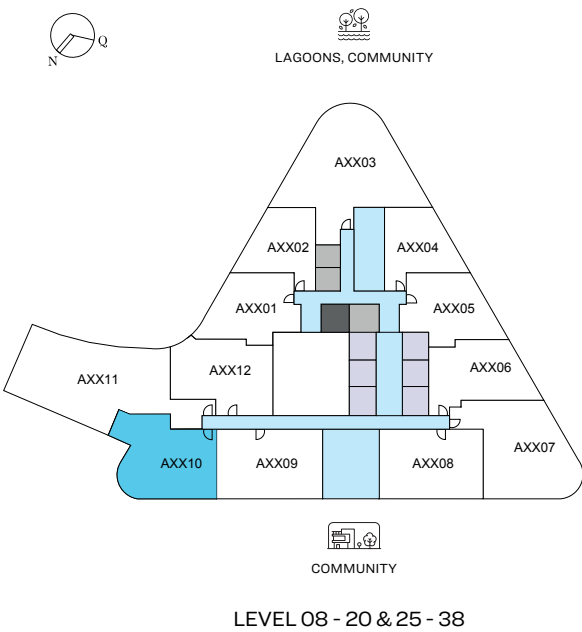 Q
N
LAGOONS, COMMUNITY
AXX03
AXX02
AXX04
AXX01
AXX05
AXX12
AXX06
AXX11
AXX10
AXX09
AXX08
AXX07
COMMUNITY
LEVEL 08 - 20 & 25 - 38